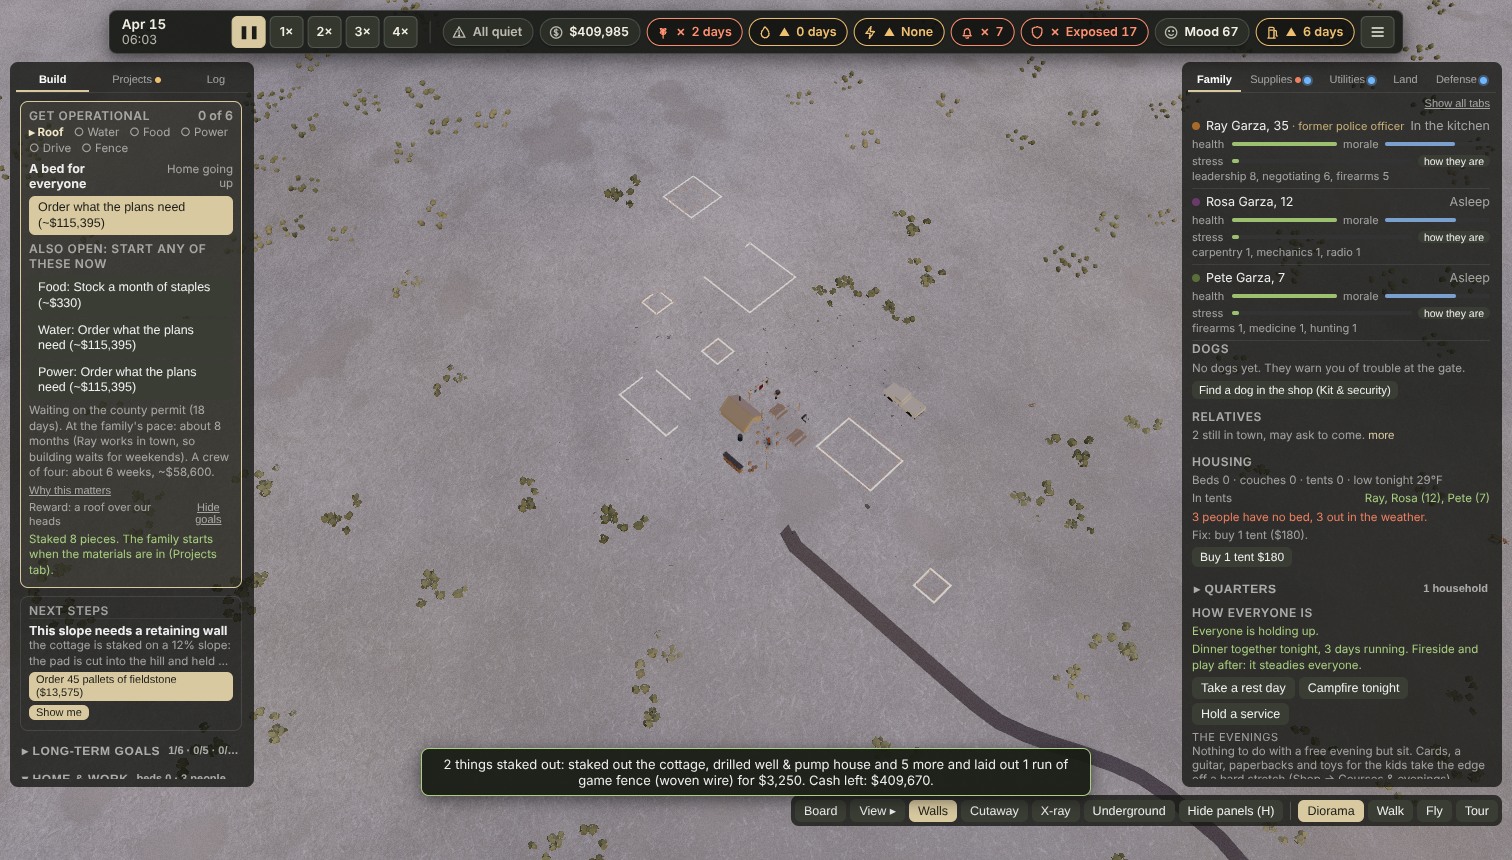 Apr 15
06:03
1×
2×
3×
4×
All quiet
$409,985
× 2 days
▲ 0 days
▲ None
× 7
× Exposed 17
Mood 67
▲ 6 days
Build
Projects
Log
GET OPERATIONAL 0 of 6
▸ Roof Water Food Power
Drive Fence
A bed for everyone
Home going up
Order what the plans need
(~$115,395)
ALSO OPEN: START ANY OF
THESE NOW
Food: Stock a month of staples
(~$330)
Water: Order what the plans
need (~$115,395)
Power: Order what the plans
need (~$115,395)
Waiting on the county permit (18
days). At the family's pace: about 8
months (Ray works in town, so
building waits for weekends). A crew
of four: about 6 weeks, ~$58,600.
Why this matters
Reward: a roof over our heads
Hide goals
Staked 8 pieces. The family starts
when the materials are in (Projects
tab).
NEXT STEPS
This slope needs a retaining wall
the cottage is staked on a 12% slope:
the pad is cut into the hill and held ...
Order 45 pallets of fieldstone
($13,575)
Show me
▸ LONG-TERM GOALS 1/6 · 0/5 · 0/...
▾ HOME & WORK beds 0 · 3 people
Family
Supplies
Utilities
Land
Defense
Show all tabs
Ray Garza, 35 · former police officer In the kitchen
health morale
stress how they are
leadership 8, negotiating 6, firearms 5
Rosa Garza, 12 Asleep
health morale
stress how they are
carpentry 1, mechanics 1, radio 1
Pete Garza, 7 Asleep
health morale
stress how they are
firearms 1, medicine 1, hunting 1
DOGS
No dogs yet. They warn you of trouble at the gate.
Find a dog in the shop (Kit & security)
RELATIVES
2 still in town, may ask to come. more
HOUSING
Beds 0 · couches 0 · tents 0 · low tonight 29°F
In tents Ray, Rosa (12), Pete (7)
3 people have no bed, 3 out in the weather.
Fix: buy 1 tent ($180).
Buy 1 tent $180
▸ QUARTERS 1 household
HOW EVERYONE IS
Everyone is holding up.
Dinner together tonight, 3 days running. Fireside and
play after: it steadies everyone.
Take a rest day
Campfire tonight
Hold a service
THE EVENINGS
Nothing to do with a free evening but sit. Cards, a
guitar, paperbacks and toys for the kids take the edge
off a hard stretch (Shop → Courses & evenings).
2 things staked out: staked out the cottage, drilled well & pump house and 5 more and laid out 1 run of
game fence (woven wire) for $3,250. Cash left: $409,670.
Board
View ▸
Walls
Cutaway
X-ray
Underground
Hide panels (H)
Diorama
Walk
Fly
Tour